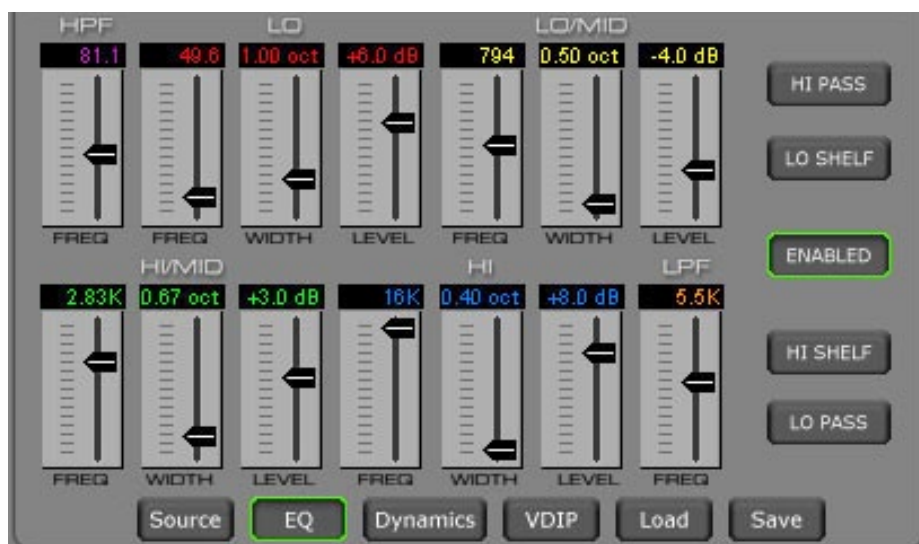 HPF LO LO/MID
81.1 49.6 1.00 oct +6.0 dB 794 0.50 oct -4.0 dB
HI PASS
LO SHELF
FREQ FREQ WIDTH LEVEL FREQ WIDTH LEVEL
ENABLED
HI/MID HI LPF
2.83K 0.67 oct +3.0 dB 16K 0.40 oct +8.0 dB 5.5K
HI SHELF
LO PASS
FREQ WIDTH LEVEL FREQ WIDTH LEVEL FREQ
Source EQ Dynamics VDIP Load Save